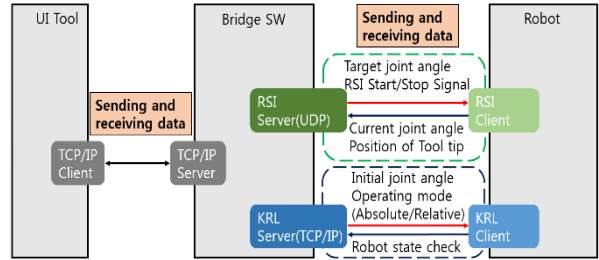 UI Tool
Bridge SW
Sending and
receiving data
Robot
Sending and
receiving data
Target joint angle
RSI Start/Stop Signal
RSI
Server(UDP)
RSI
Client
Current joint angle
Position of Tool tip
TCP/IP
Client
TCP/IP
Server
Initial joint angle
Operating mode
(Absolute/Relative)
KRL
Server(TCP/IP)
KRL
Client
Robot state check